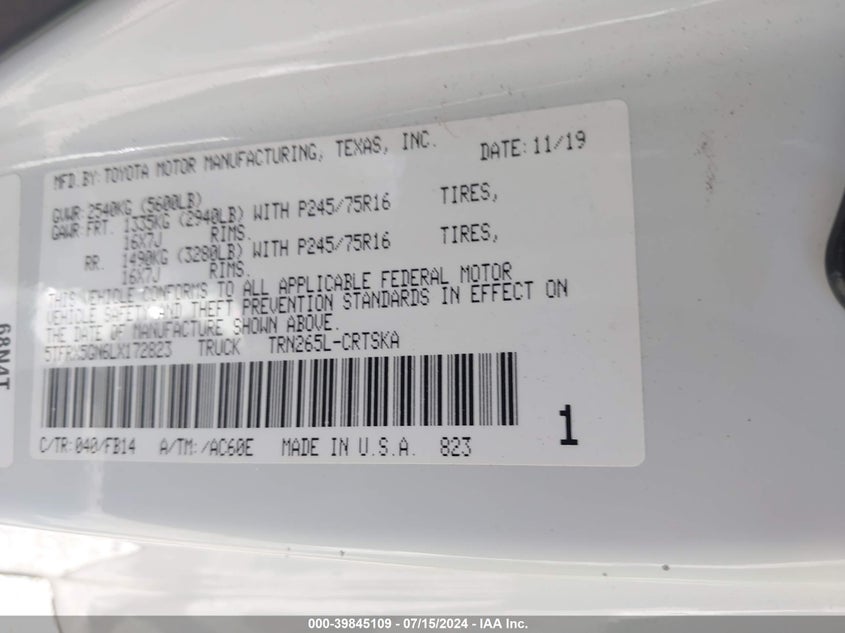 MFD.BY:TOYOTA MOTOR MANUFACTURING, TEXAS, INC. DATE:11/19
GVWR:2540KG (5600LB)
GAWR:FRT. 1335KG (2940LB) WITH P245/75R16 TIRES,
16X7J RIMS.
RR. 1490KG (3280LB) WITH P245/75R16 TIRES,
16X7J RIMS.
THIS VEHICLE CONFORMS TO ALL APPLICABLE FEDERAL MOTOR
VEHICLE SAFETY AND THEFT PREVENTION STANDARDS IN EFFECT ON
THE DATE OF MANUFACTURE SHOWN ABOVE.
5TFRX5GN6LX172823 TRUCK TRN265L-CRTSKA
C/TR:040/FB14 A/TM:/AC60E MADE IN U.S.A. 823
1
68N4T
000-39845109 - 07/15/2024 - IAA Inc.